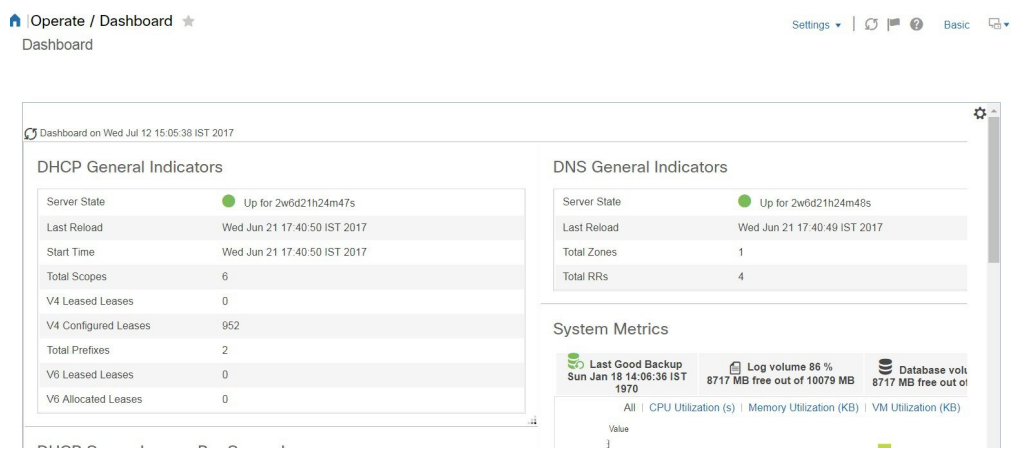 Operate / Dashboard
Settings
Basic
Dashboard
Dashboard on Wed Jul 12 15:05:38 IST 2017
DHCP General Indicators
Server State Up for 2w6d21h24m47s
Last Reload Wed Jun 21 17:40:50 IST 2017
Start Time Wed Jun 21 17:40:50 IST 2017
Total Scopes 6
V4 Leased Leases 0
V4 Configured Leases 952
Total Prefixes 2
V6 Leased Leases 0
V6 Allocated Leases 0
DNS General Indicators
Server State Up for 2w6d21h24m48s
Last Reload Wed Jun 21 17:40:49 IST 2017
Total Zones 1
Total RRs 4
System Metrics
Last Good Backup
Sun Jan 18 14:06:36 IST
1970
Log volume 86 %
8717 MB free out of 10079 MB
Database volu
8717 MB free out of
All | CPU Utilization (s) | Memory Utilization (KB) | VM Utilization (KB)
Value